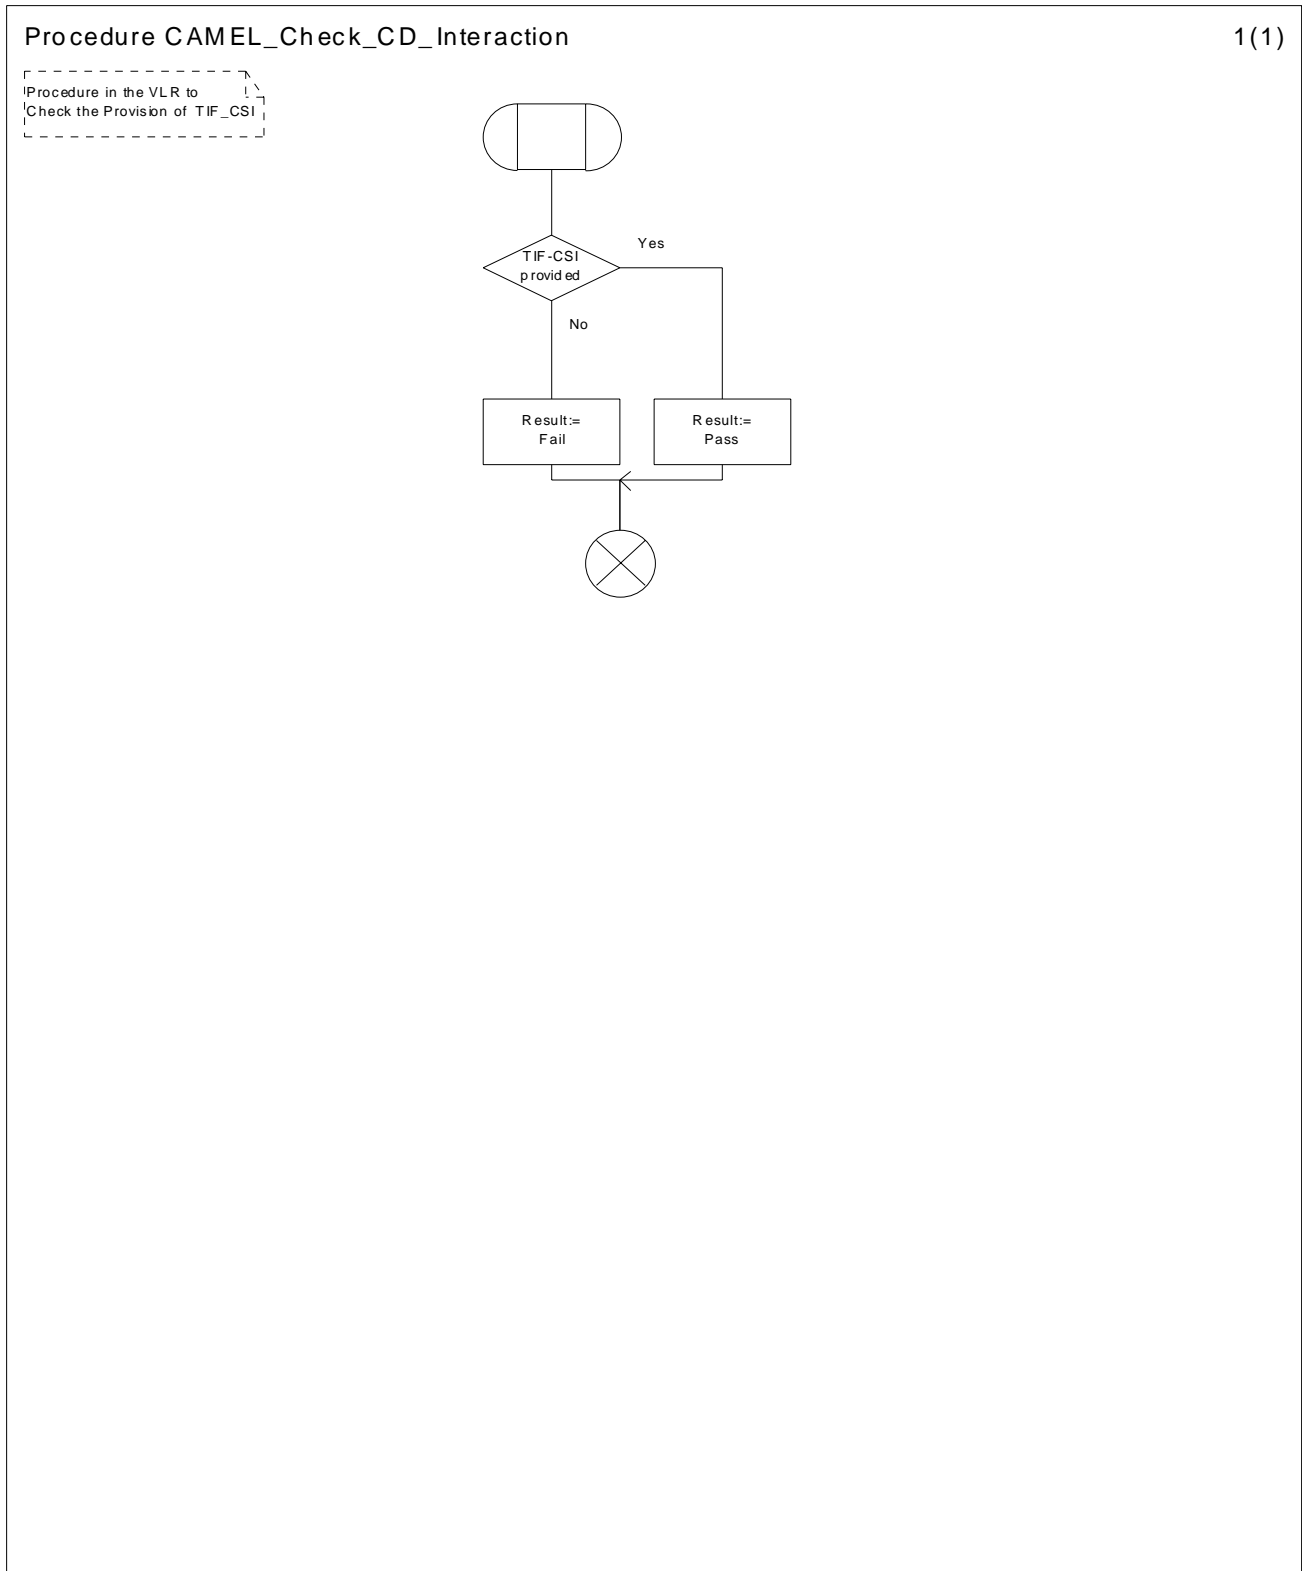 Procedure CAMEL_Check_CD_Interaction
1(1)
Procedure in the VLR to
Check the Provision of TIF_CSI
TIF-CSI
provided
Yes
No
Result:=
Fail
Result:=
Pass